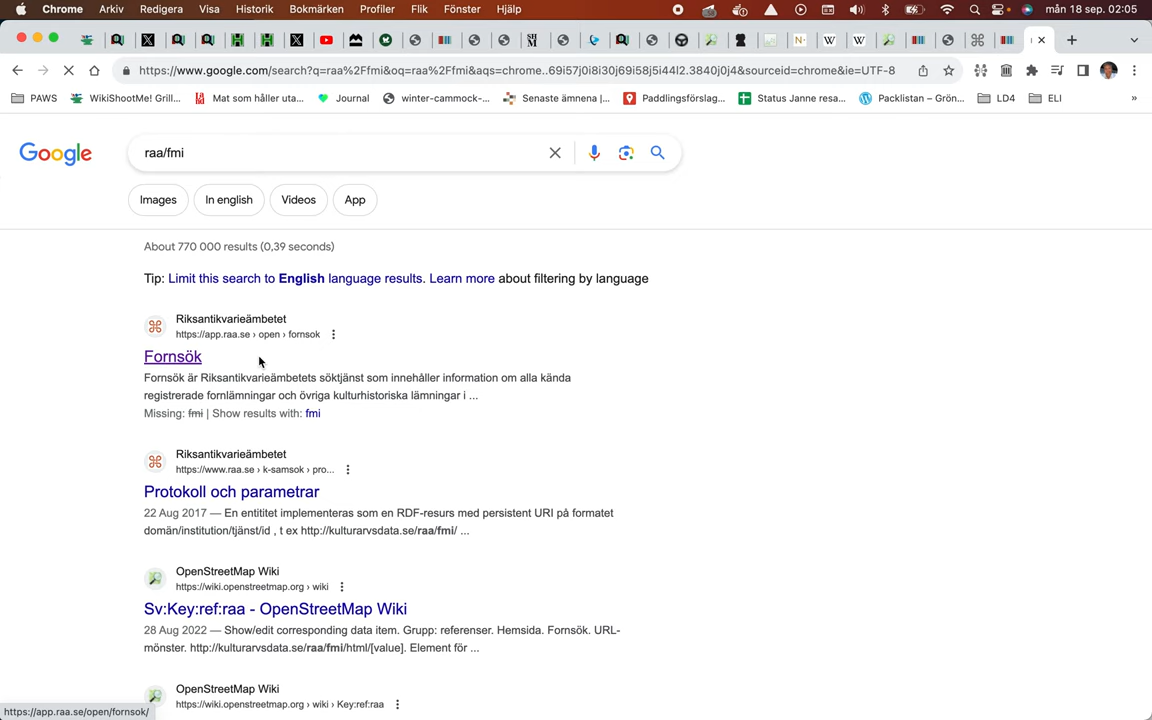 Chrome Arkiv Redigera Visa Historik Bokmärken Profiler Flik Fönster Hjälp mån 18 sep. 02:05
https://www.google.com/search?q=raa%2Ffmi&oq=raa%2Ffmi&aqs=chrome..69i57j0i8i30j69i58j5i44l2.3840j0j4&sourceid=chrome&ie=UTF-8
PAWS WikiShootMe! Grill... Mat som håller uta... Journal winter-cammock-... Senaste ämnena |... Paddlingsförslag... Status Janne resa... Packlistan – Grön... LD4 ELI »
Google raa/fmi
Images In english Videos App
About 770 000 results (0,39 seconds)
Tip: Limit this search to English language results. Learn more about filtering by language
Riksantikvarieämbetet
https://app.raa.se › open › fornsok
Fornsök
Fornsök är Riksantikvarieämbetets söktjänst som innehåller information om alla kända
registrerade fornlämningar och övriga kulturhistoriska lämningar i ...
Missing: fmi | Show results with: fmi
Riksantikvarieämbetet
https://www.raa.se › k-samsok › pro...
Protokoll och parametrar
22 Aug 2017 — En entititet implementeras som en RDF-resurs med persistent URI på formatet
domän/institution/tjänst/id , t ex http://kulturarvsdata.se/raa/fmi/ ...
OpenStreetMap Wiki
https://wiki.openstreetmap.org › wiki
Sv:Key:ref:raa - OpenStreetMap Wiki
28 Aug 2022 — Show/edit corresponding data item. Grupp: referenser. Hemsida. Fornsök. URL-
mönster. http://kulturarvsdata.se/raa/fmi/html/[value]. Element för ...
OpenStreetMap Wiki
https://wiki.openstreetmap.org › wiki › Key:ref:raa
https://app.raa.se/open/fornsok/